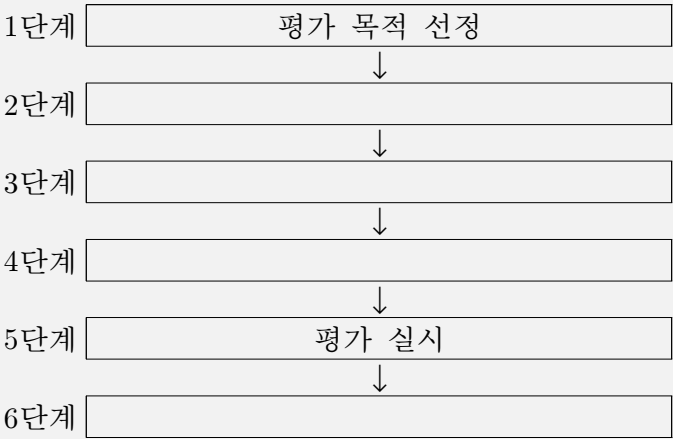 1단계 평가 목적 선정
↓
2단계
↓
3단계
↓
4단계
↓
5단계 평가 실시
↓
6단계